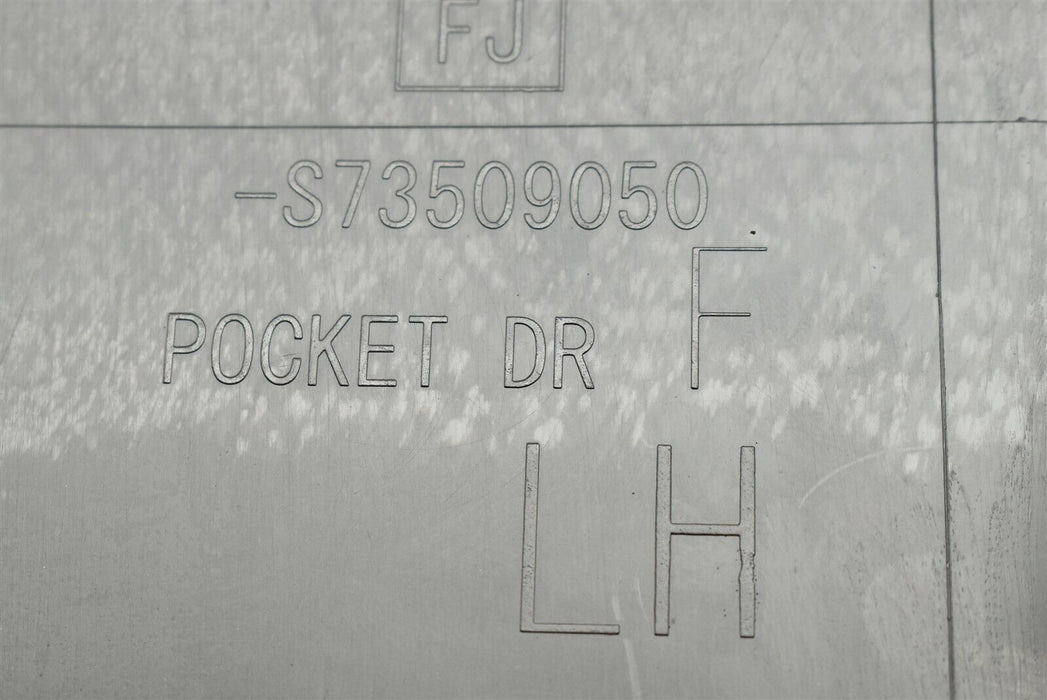 FJ
-S73509050
POCKET DR F
LH